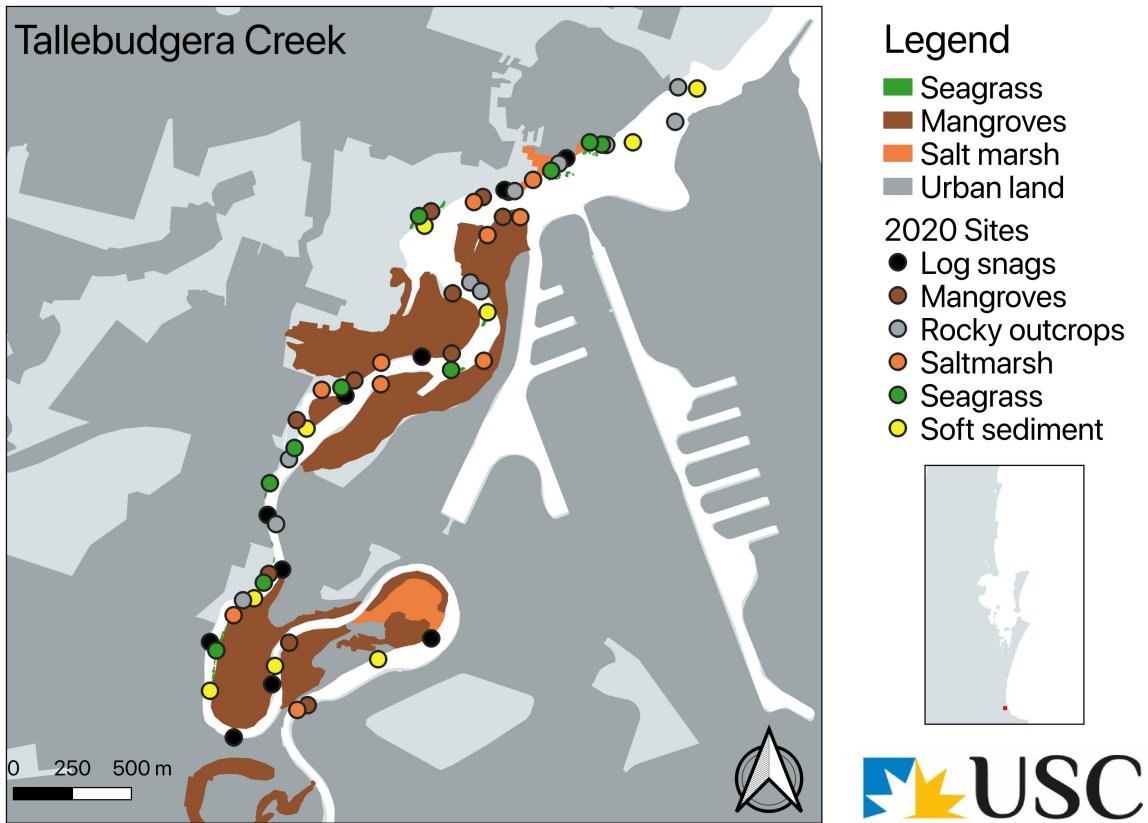 Tallebudgera Creek
Legend
Seagrass
Mangroves
Salt marsh
Urban land
2020 Sites
Log snags
Mangroves
Rocky outcrops
Saltmarsh
Seagrass
Soft sediment
0 250 500 m
USC